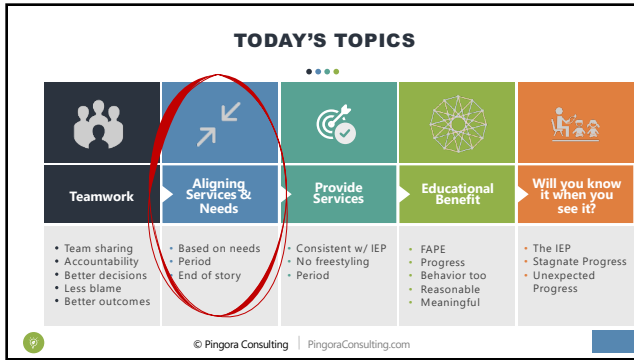 TODAY'S TOPICS
Teamwork
Aligning
Services &
Needs
Provide
Services
Educational
Benefit
Will you know
it when you
see it?
• Team sharing
• Accountability
• Better decisions
• Less blame
• Better outcomes
• Based on needs
• Period
• End of story
• Consistent w/ IEP
• No freestyling
• Period
• FAPE
• Progress
• Behavior too
• Reasonable
• Meaningful
• The IEP
• Stagnate Progress
• Unexpected
Progress
© Pingora Consulting | PingoraConsulting.com